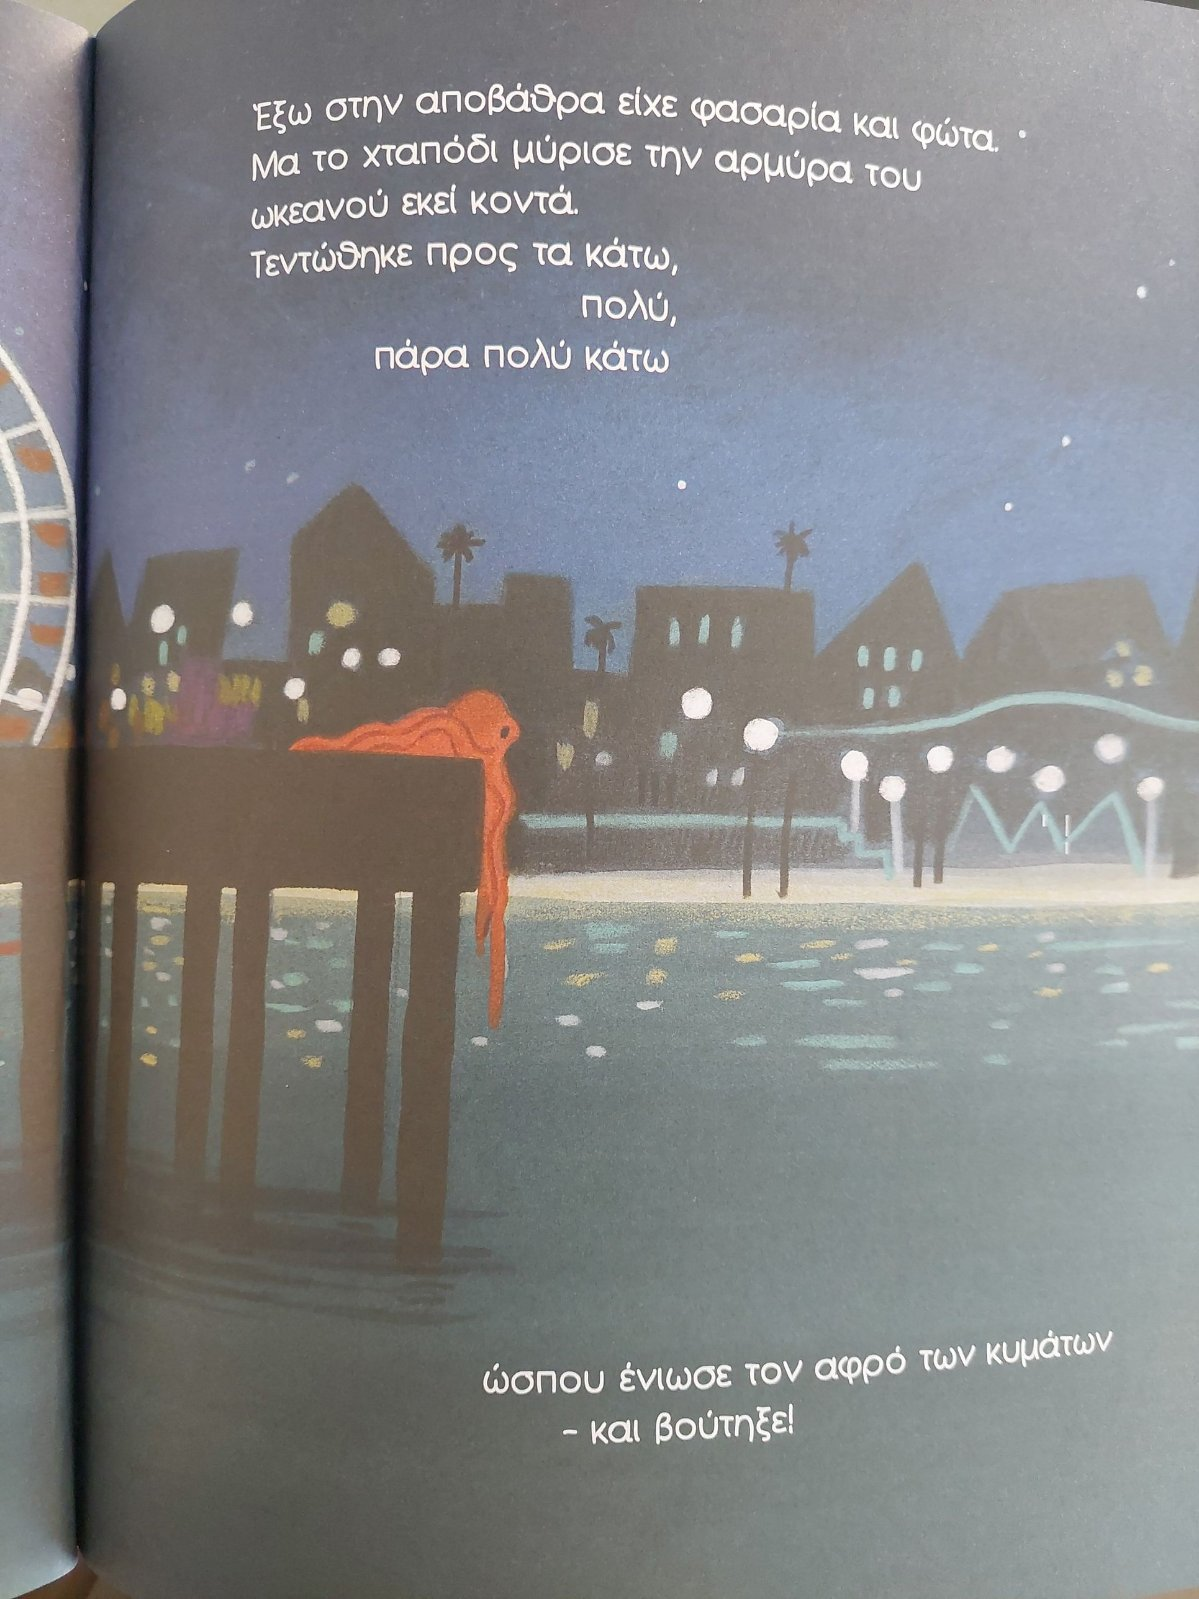 Έξω στην αποβάθρα είχε φασαρία και φώτα.
Μα το χταπόδι μύρισε την αρμύρα του
ωκεανού εκεί κοντά.
Τεντώθηκε προς τα κάτω,
πολύ,
πάρα πολύ κάτω
ώσπου ένιωσε τον αφρό των κυμάτων
- και βούτηξε!